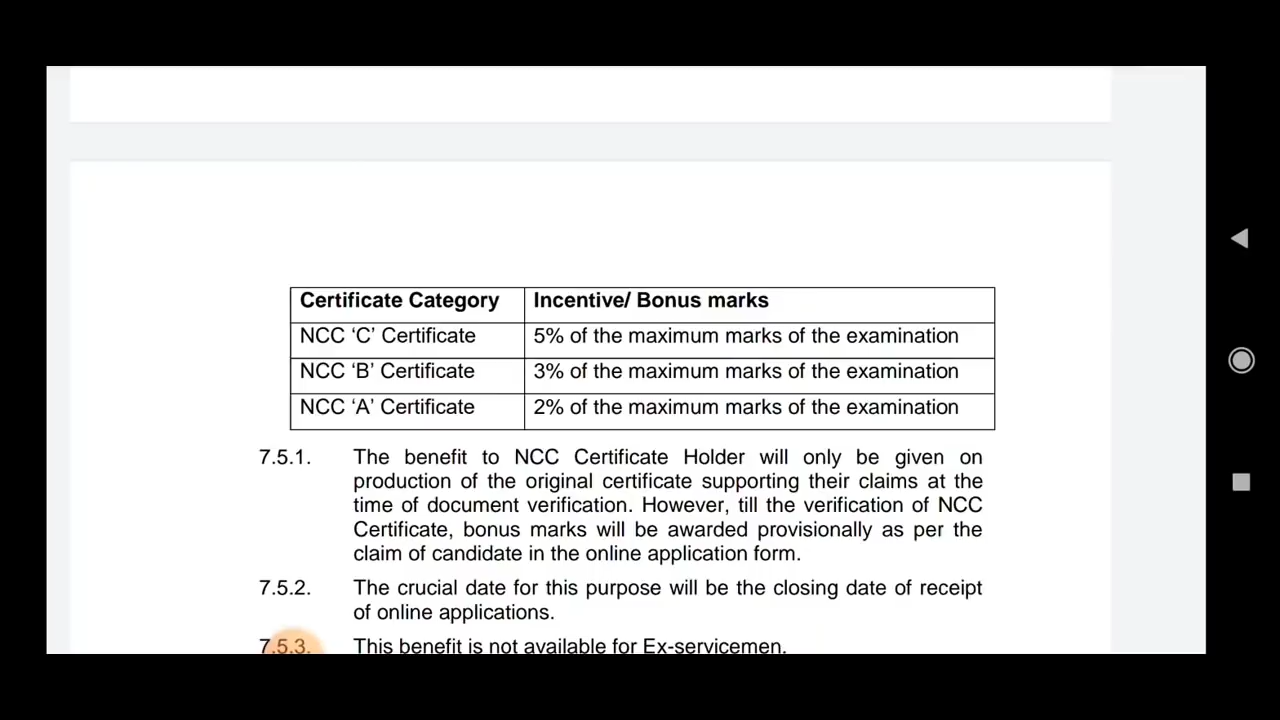 Certificate Category Incentive/ Bonus marks
NCC ‘C’ Certificate 5% of the maximum marks of the examination
NCC ‘B’ Certificate 3% of the maximum marks of the examination
NCC ‘A’ Certificate 2% of the maximum marks of the examination
7.5.1. The benefit to NCC Certificate Holder will only be given on
production of the original certificate supporting their claims at the
time of document verification. However, till the verification of NCC
Certificate, bonus marks will be awarded provisionally as per the
claim of candidate in the online application form.
7.5.2. The crucial date for this purpose will be the closing date of receipt
of online applications.
7.5.3. This benefit is not available for Ex-servicemen.